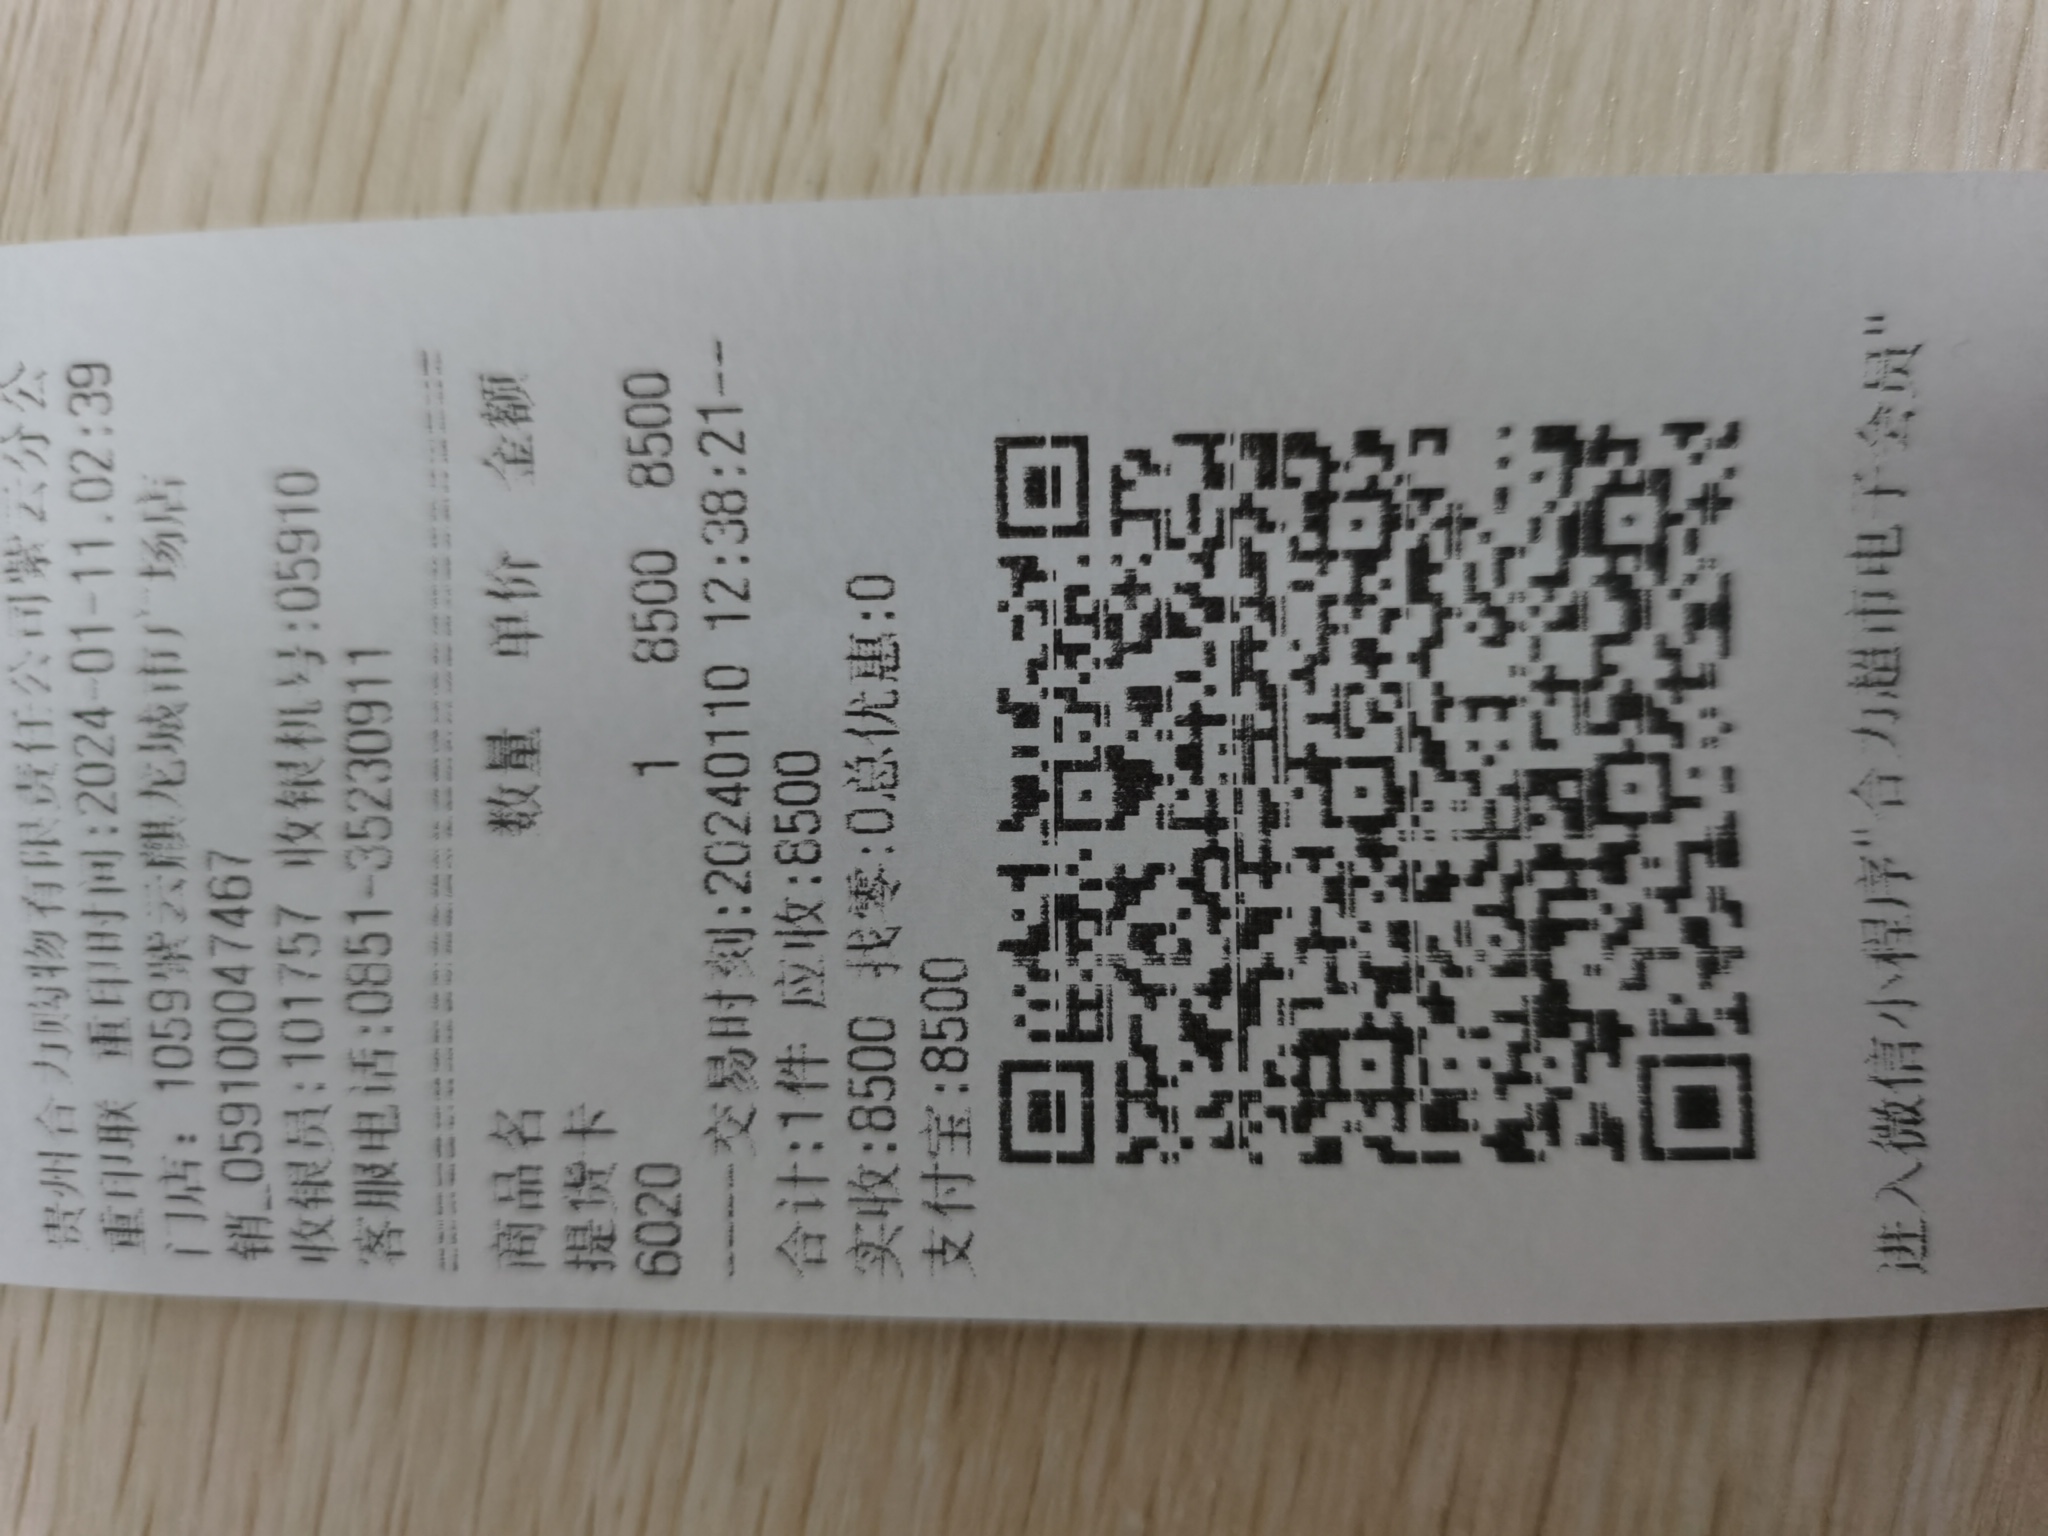 贵州合力购物有限责任公司紫云分公
重印联 重印时间:2024-01-11.02:39
门店: 1059紫云麒龙城市广场店
销_059100047467
收银员:101757 收银机号:05910
客服电话:0851-35230911
商品名 数量 单价 金额
提货卡
6020 1 8500 8500
------交易时刻:20240110 12:38:21---
合计:1件 应收:8500
实收:8500 找零:0总优惠:0
支付宝:8500
进入微信小程序"合力超市电子会员"